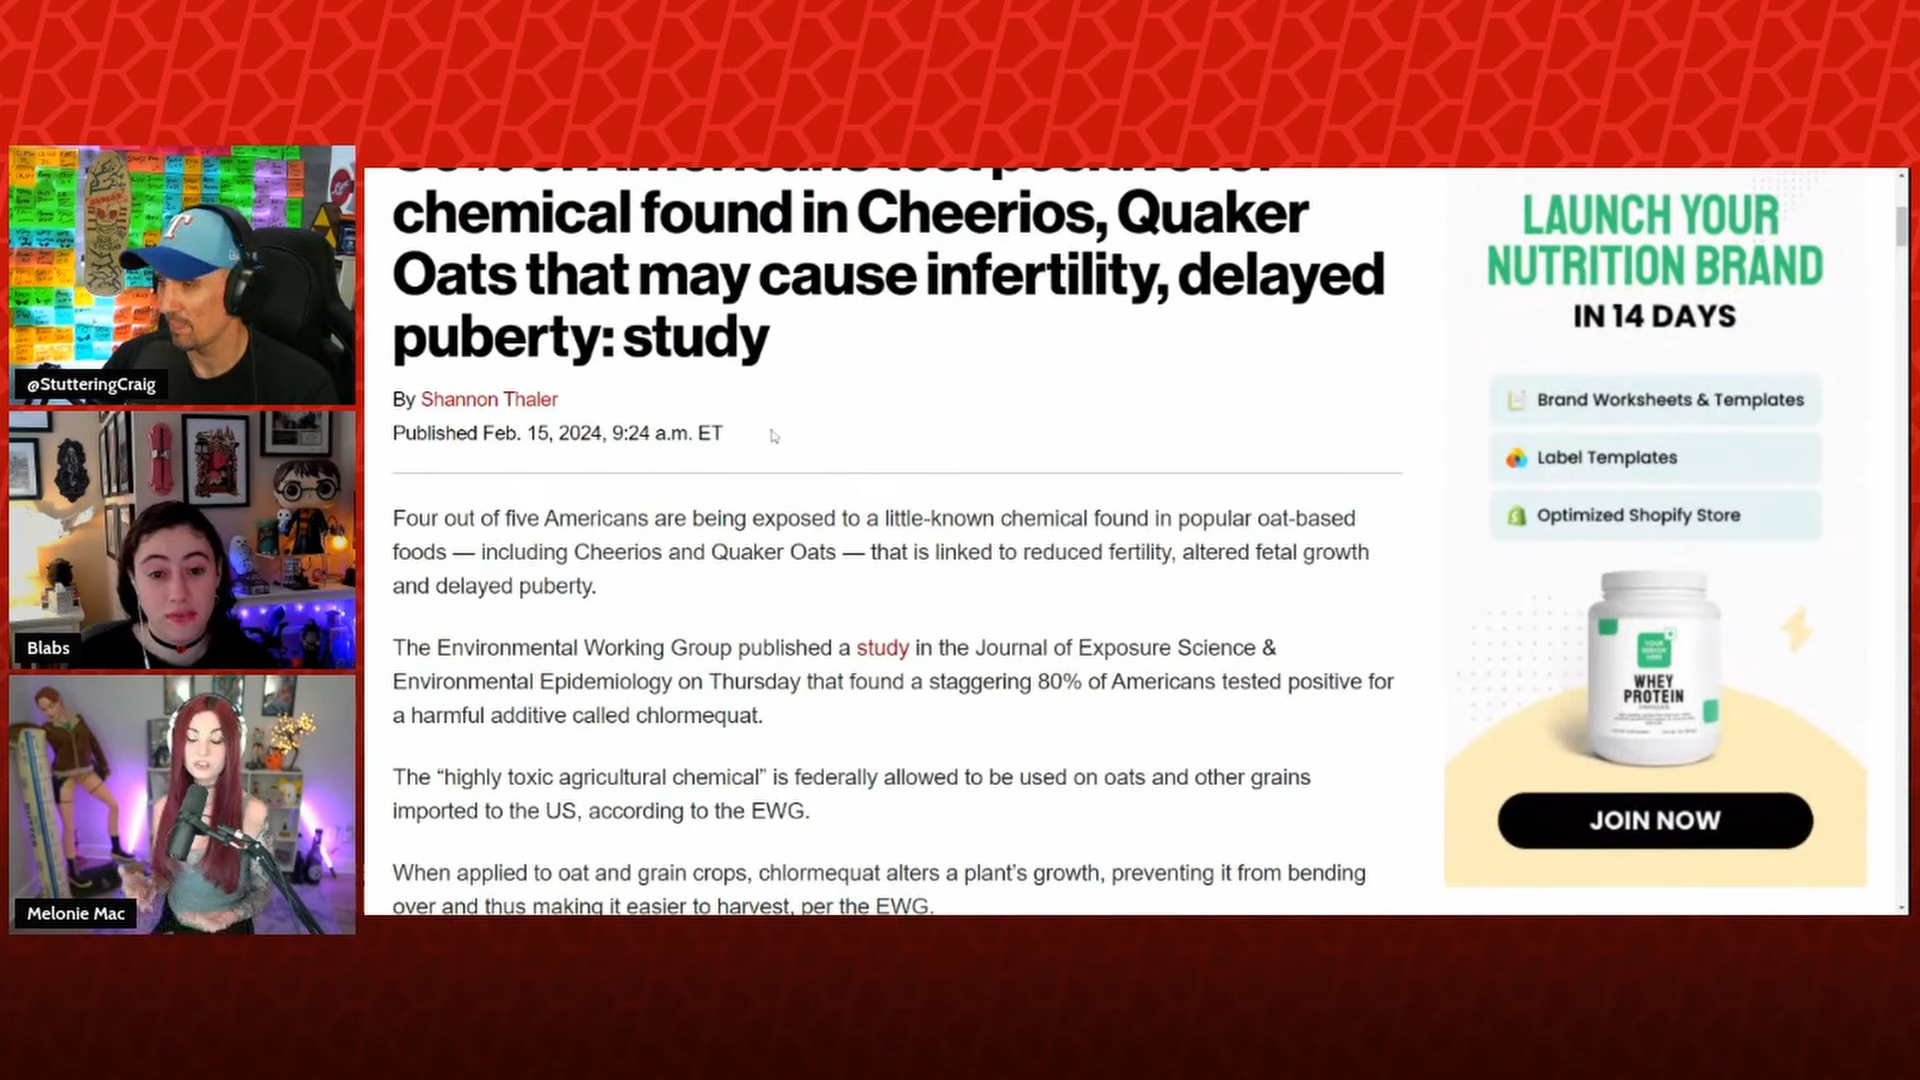 80% of Americans test positive for
chemical found in Cheerios, Quaker
Oats that may cause infertility, delayed
puberty: study
By Shannon Thaler
Published Feb. 15, 2024, 9:24 a.m. ET
Four out of five Americans are being exposed to a little-known chemical found in popular oat-based
foods — including Cheerios and Quaker Oats — that is linked to reduced fertility, altered fetal growth
and delayed puberty.
The Environmental Working Group published a study in the Journal of Exposure Science &
Environmental Epidemiology on Thursday that found a staggering 80% of Americans tested positive for
a harmful additive called chlormequat.
The “highly toxic agricultural chemical” is federally allowed to be used on oats and other grains
imported to the US, according to the EWG.
When applied to oat and grain crops, chlormequat alters a plant’s growth, preventing it from bending
over and thus making it easier to harvest, per the EWG.
LAUNCH YOUR
NUTRITION BRAND
IN 14 DAYS
Brand Worksheets & Templates
Label Templates
Optimized Shopify Store
WHEY
PROTEIN
JOIN NOW
@StutteringCraig
Blabs
Melonie Mac